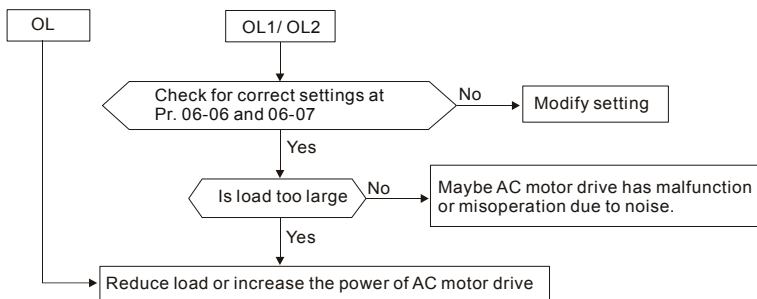 OL
OL1/ OL2
Check for correct settings at
Pr. 06-06 and 06-07
No
Modify setting
Yes
Is load too large
No
Maybe AC motor drive has malfunction
or misoperation due to noise.
Yes
Reduce load or increase the power of AC motor drive